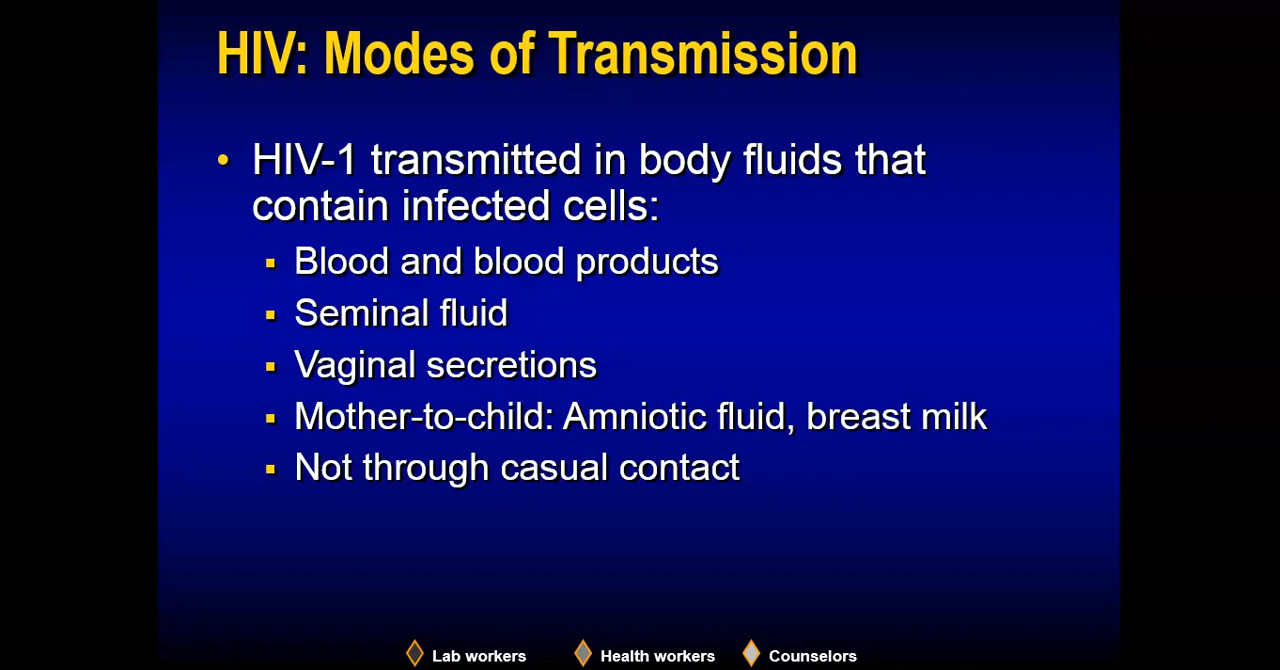 HIV: Modes of Transmission
• HIV-1 transmitted in body fluids that
contain infected cells:
▪ Blood and blood products
▪ Seminal fluid
▪ Vaginal secretions
▪ Mother-to-child: Amniotic fluid, breast milk
▪ Not through casual contact
Lab workers Health workers Counselors